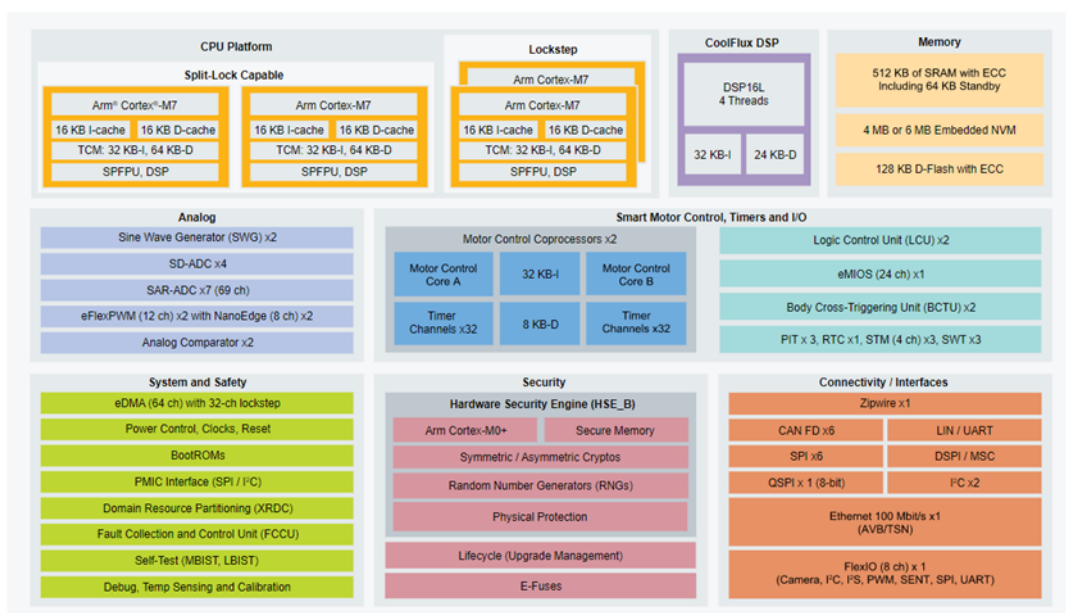 CPU Platform
Split-Lock Capable
Arm® Cortex®-M7
16 KB I-cache
16 KB D-cache
TCM: 32 KB-I, 64 KB-D
SPFPU, DSP
Arm Cortex-M7
16 KB I-cache
16 KB D-cache
TCM: 32 KB-I, 64 KB-D
SPFPU, DSP
Lockstep
Arm Cortex-M7
Arm Cortex-M7
16 KB I-cache
16 KB D-cache
TCM: 32 KB-I, 64 KB-D
SPFPU, DSP
CoolFlux DSP
DSP16L
4 Threads
32 KB-I
24 KB-D
Memory
512 KB of SRAM with ECC
Including 64 KB Standby
4 MB or 6 MB Embedded NVM
128 KB D-Flash with ECC
Analog
Sine Wave Generator (SWG) x2
SD-ADC x4
SAR-ADC x7 (69 ch)
eFlexPWM (12 ch) x2 with NanoEdge (8 ch) x2
Analog Comparator x2
Smart Motor Control, Timers and I/O
Motor Control Coprocessors x2
Motor Control
Core A
32 KB-I
Motor Control
Core B
Timer
Channels x32
8 KB-D
Timer
Channels x32
Logic Control Unit (LCU) x2
eMIOS (24 ch) x1
Body Cross-Triggering Unit (BCTU) x2
PIT x 3, RTC x1, STM (4 ch) x3, SWT x3
System and Safety
eDMA (64 ch) with 32-ch lockstep
Power Control, Clocks, Reset
BootROMs
PMIC Interface (SPI / I²C)
Domain Resource Partitioning (XRDC)
Fault Collection and Control Unit (FCCU)
Self-Test (MBIST, LBIST)
Debug, Temp Sensing and Calibration
Security
Hardware Security Engine (HSE_B)
Arm Cortex-M0+
Secure Memory
Symmetric / Asymmetric Cryptos
Random Number Generators (RNGs)
Physical Protection
Lifecycle (Upgrade Management)
E-Fuses
Connectivity / Interfaces
Zipwire x1
CAN FD x6
LIN / UART
SPI x6
DSPI / MSC
QSPI x 1 (8-bit)
I²C x2
Ethernet 100 Mbit/s x1
(AVB/TSN)
FlexIO (8 ch) x 1
(Camera, I²C, I²S, PWM, SENT, SPI, UART)